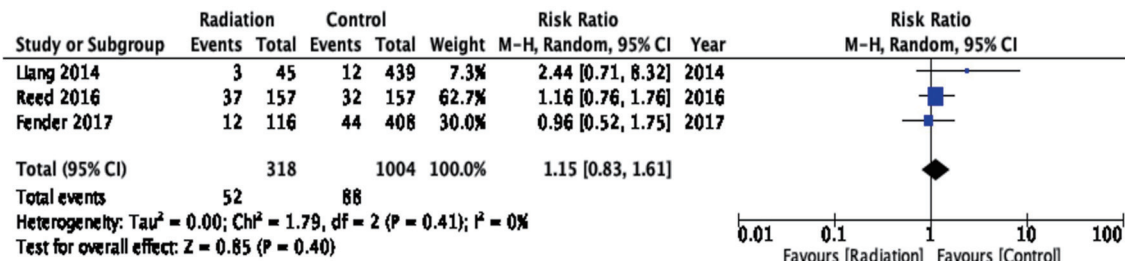 Radiation Control Risk Ratio Risk Ratio
Study or Subgroup Events Total Events Total Weight M-H, Random, 95% CI Year M-H, Random, 95% CI
Liang 2014 3 45 12 439 7.3% 2.44 [0.71, 8.32] 2014
Reed 2016 37 157 32 157 62.7% 1.16 [0.76, 1.76] 2016
Fender 2017 12 116 44 408 30.0% 0.96 [0.52, 1.75] 2017
Total (95% CI) 318 1004 100.0% 1.15 [0.83, 1.61]
Total events 52 88
Heterogeneity: Tau² = 0.00; Chi² = 1.79, df = 2 (P = 0.41); I² = 0%
Test for overall effect: Z = 0.85 (P = 0.40)
0.01 0.1 1 10 100
Favours [Radiation] Favours [Control]